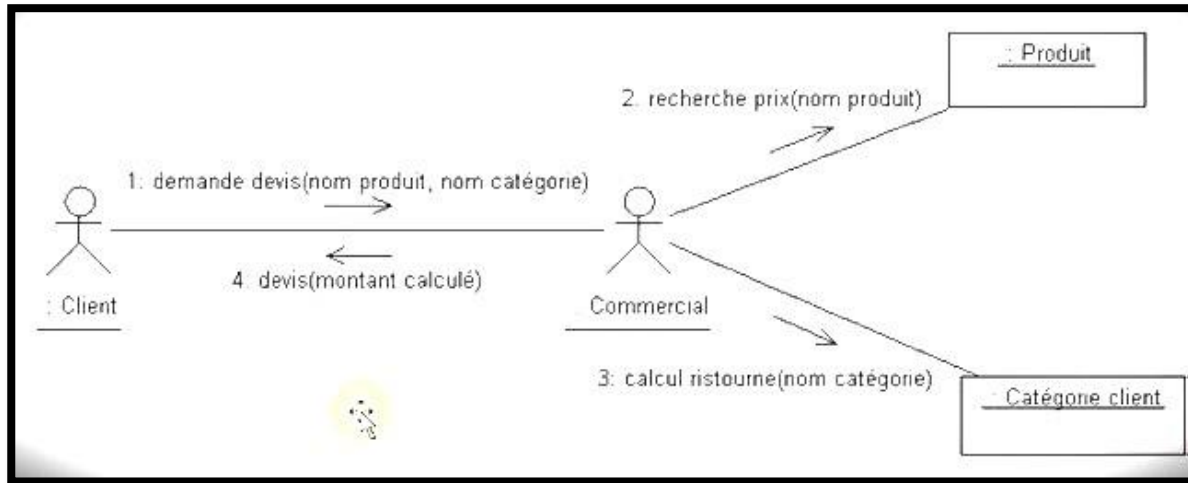 : Produit
2. recherche prix(nom produit)
1: demande devis(nom produit, nom catégorie)
4: devis(montant calculé)
: Client
: Commercial
3: calcul ristourne(nom catégorie)
: Catégorie client